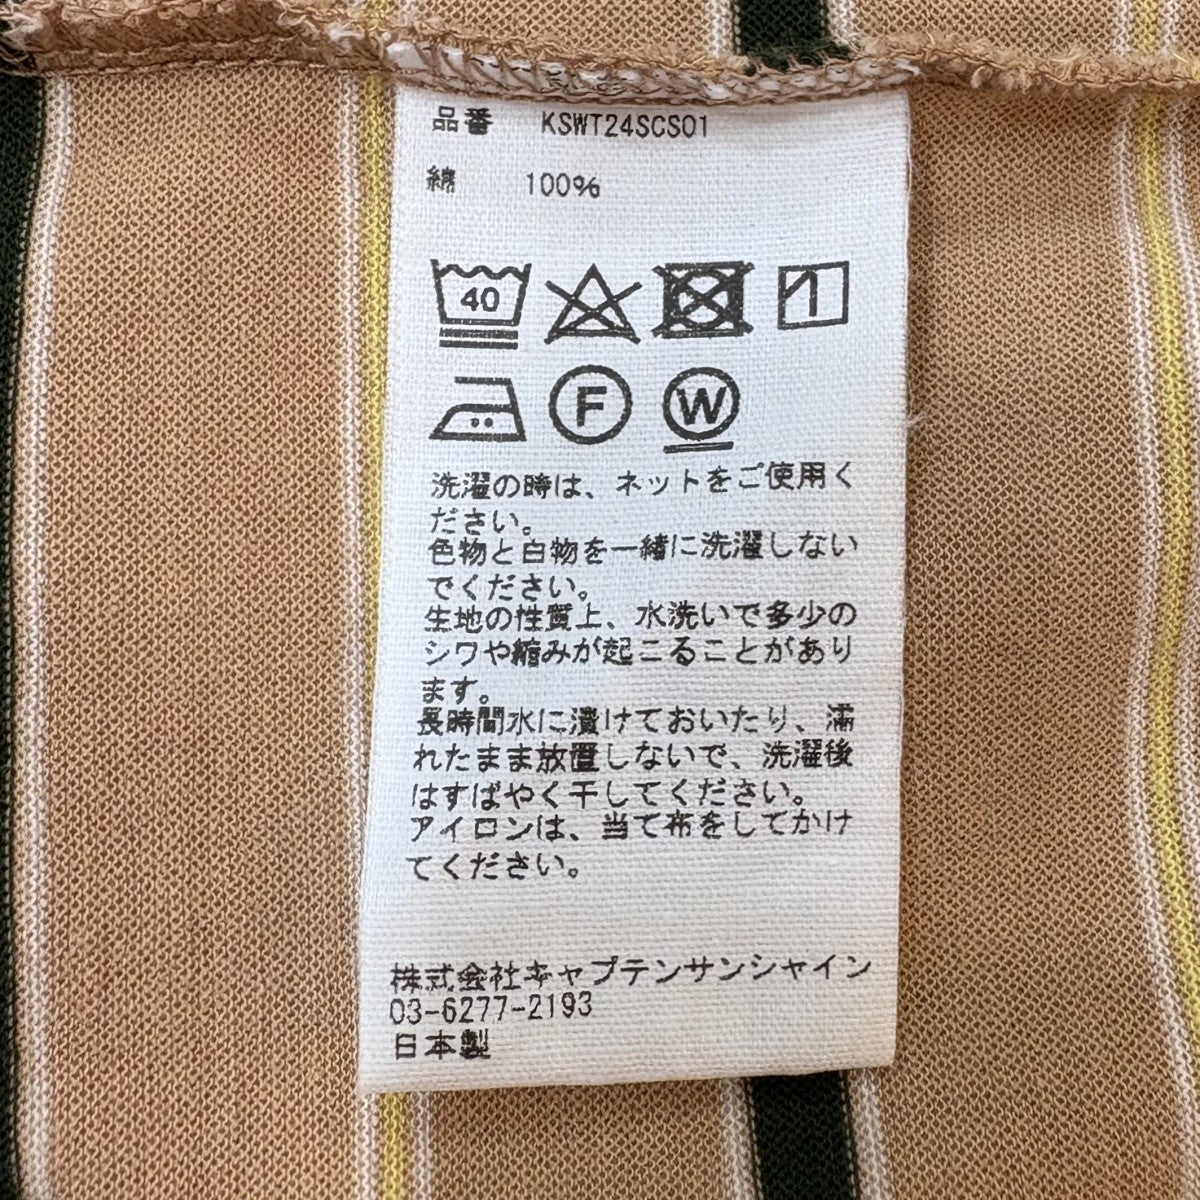 品番 KSWT24SCS01
綿 100%
40
F W
洗濯の時は、ネットをご使用く
ださい。
色物と白物を一緒に洗濯しない
でください。
生地の性質上、水洗いで多少の
シワや縮みが起こることがあり
ます。
長時間水に漬けておいたり、濡
れたまま放置しないで、洗濯後
はすばやく干してください。
アイロンは、当て布をしてかけ
てください。
株式会社キャプテンサンシャイン
03-6277-2193
日本製